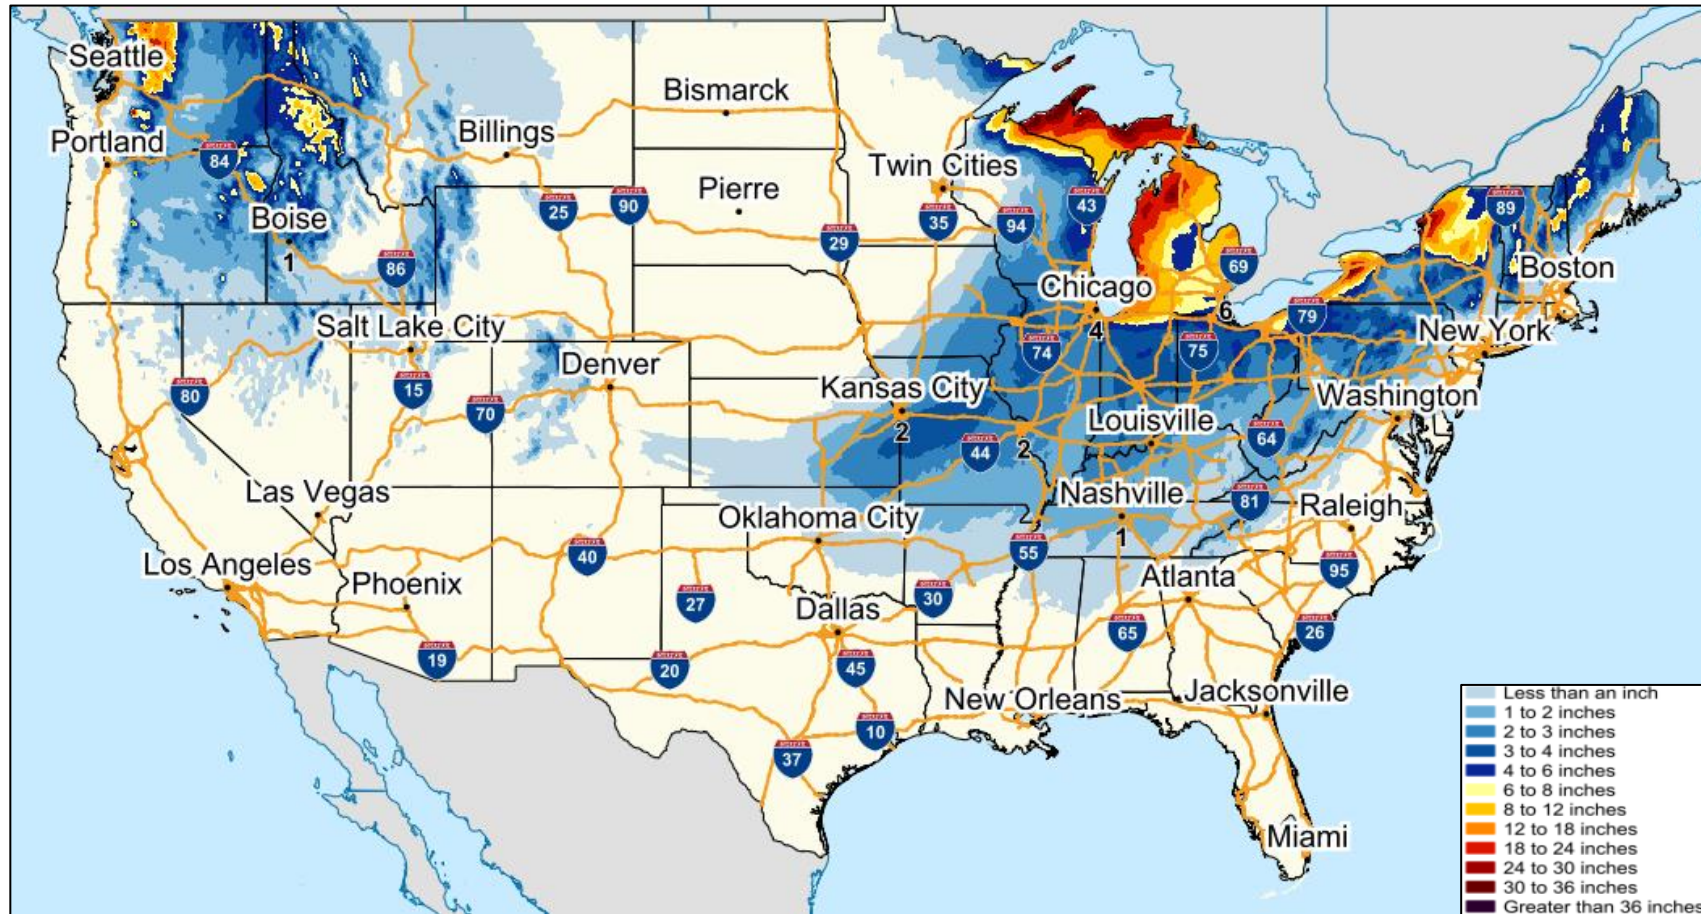 Seattle
Portland
84
Boise
1
86
Billings
25
90
Bismarck
Pierre
29
Twin Cities
35
94
43
69
89
Boston
Chicago
4
6
79
New York
74
75
Salt Lake City
15
80
70
Denver
Kansas City
2
44
2
Louisville
64
Washington
Las Vegas
Los Angeles
Phoenix
19
40
27
Oklahoma City
Dallas
20
45
37
10
30
55
Nashville
1
81
Raleigh
95
Atlanta
65
26
New Orleans
Jacksonville
Miami
Less than an inch
1 to 2 inches
2 to 3 inches
3 to 4 inches
4 to 6 inches
6 to 8 inches
8 to 12 inches
12 to 18 inches
18 to 24 inches
24 to 30 inches
30 to 36 inches
Greater than 36 inches